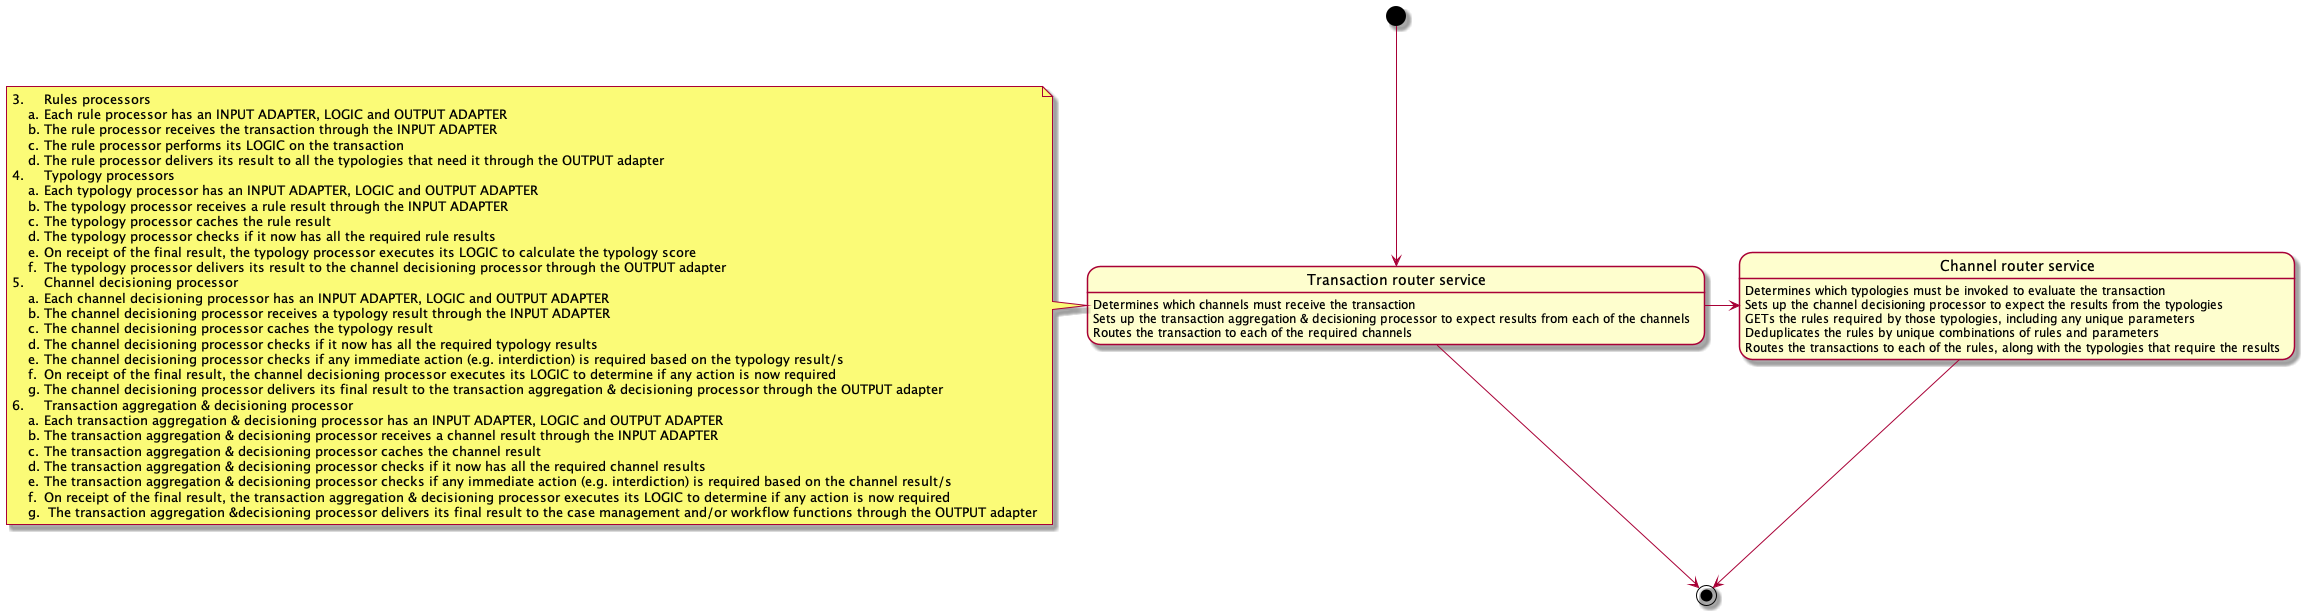 3. Rules processors
a. Each rule processor has an INPUT ADAPTER, LOGIC and OUTPUT ADAPTER
b. The rule processor receives the transaction through the INPUT ADAPTER
c. The rule processor performs its LOGIC on the transaction
d. The rule processor delivers its result to all the typologies that need it through the OUTPUT adapter
4. Typology processors
a. Each typology processor has an INPUT ADAPTER, LOGIC and OUTPUT ADAPTER
b. The typology processor receives a rule result through the INPUT ADAPTER
c. The typology processor caches the rule result
d. The typology processor checks if it now has all the required rule results
e. On receipt of the final result, the typology processor executes its LOGIC to calculate the typology score
f. The typology processor delivers its result to the channel decisioning processor through the OUTPUT adapter
5. Channel decisioning processor
a. Each channel decisioning processor has an INPUT ADAPTER, LOGIC and OUTPUT ADAPTER
b. The channel decisioning processor receives a typology result through the INPUT ADAPTER
c. The channel decisioning processor caches the typology result
d. The channel decisioning processor checks if it now has all the required typology results
e. The channel decisioning processor checks if any immediate action (e.g. interdiction) is required based on the typology result/s
f. On receipt of the final result, the channel decisioning processor executes its LOGIC to determine if any action is now required
g. The channel decisioning processor delivers its final result to the transaction aggregation & decisioning processor through the OUTPUT adapter
6. Transaction aggregation & decisioning processor
a. Each transaction aggregation & decisioning processor has an INPUT ADAPTER, LOGIC and OUTPUT ADAPTER
b. The transaction aggregation & decisioning processor receives a channel result through the INPUT ADAPTER
c. The transaction aggregation & decisioning processor caches the channel result
d. The transaction aggregation & decisioning processor checks if it now has all the required channel results
e. The transaction aggregation & decisioning processor checks if any immediate action (e.g. interdiction) is required based on the channel result/s
f. On receipt of the final result, the transaction aggregation & decisioning processor executes its LOGIC to determine if any action is now required
g. The transaction aggregation &decisioning processor delivers its final result to the case management and/or workflow functions through the OUTPUT adapter
Transaction router service
Determines which channels must receive the transaction
Sets up the transaction aggregation & decisioning processor to expect results from each of the channels
Routes the transaction to each of the required channels
Channel router service
Determines which typologies must be invoked to evaluate the transaction
Sets up the channel decisioning processor to expect the results from the typologies
GETs the rules required by those typologies, including any unique parameters
Deduplicates the rules by unique combinations of rules and parameters
Routes the transactions to each of the rules, along with the typologies that require the results